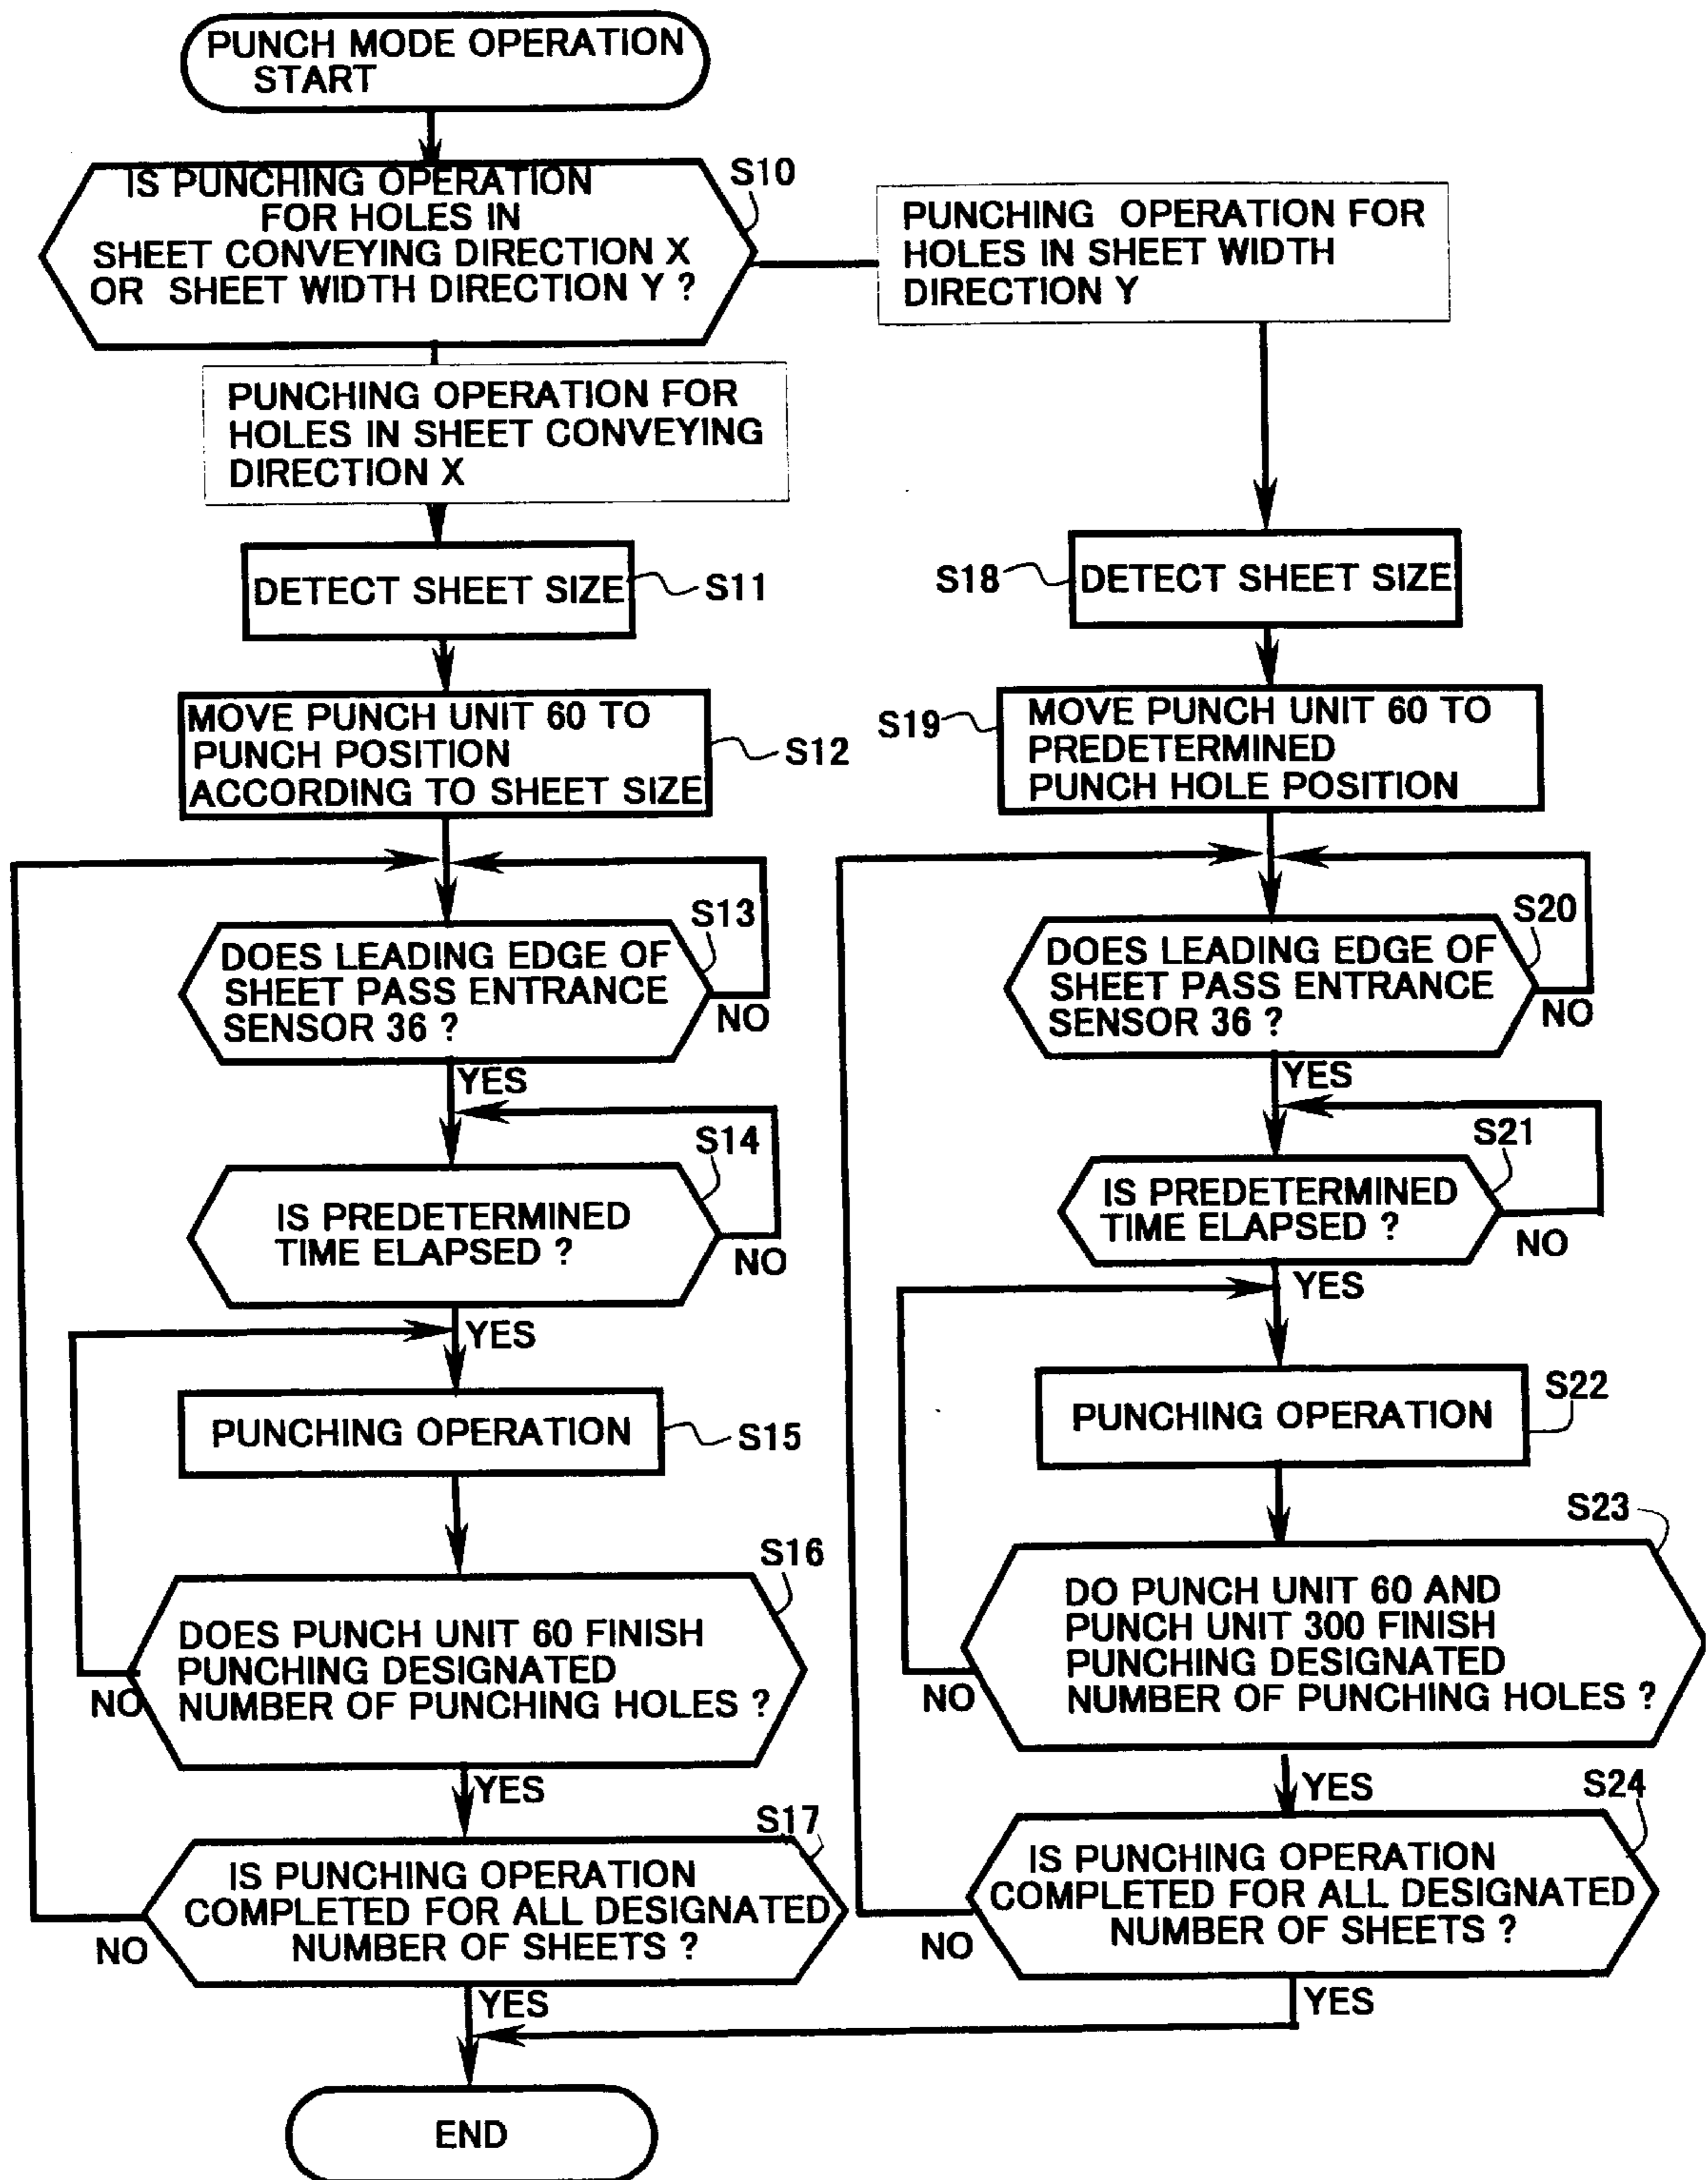 PUNCH MODE OPERATION
START
IS PUNCHING OPERATION
FOR HOLES IN
SHEET CONVEYING DIRECTION X
OR SHEET WIDTH DIRECTION Y ?
S10
PUNCHING OPERATION FOR
HOLES IN SHEET WIDTH
DIRECTION Y
PUNCHING OPERATION FOR
HOLES IN SHEET CONVEYING
DIRECTION X
DETECT SHEET SIZE
S11
MOVE PUNCH UNIT 60 TO
PUNCH POSITION
ACCORDING TO SHEET SIZE
S12
S13
DOES LEADING EDGE OF
SHEET PASS ENTRANCE
SENSOR 36 ?
NO
YES
S14
IS PREDETERMINED
TIME ELAPSED ?
NO
YES
PUNCHING OPERATION
S15
S16
DOES PUNCH UNIT 60 FINISH
PUNCHING DESIGNATED
NUMBER OF PUNCHING HOLES ?
NO
YES
S17
IS PUNCHING OPERATION
COMPLETED FOR ALL DESIGNATED
NUMBER OF SHEETS ?
NO
YES
S18
DETECT SHEET SIZE
S19
MOVE PUNCH UNIT 60 TO
PREDETERMINED
PUNCH HOLE POSITION
S20
DOES LEADING EDGE OF
SHEET PASS ENTRANCE
SENSOR 36 ?
NO
YES
S21
IS PREDETERMINED
TIME ELAPSED ?
NO
YES
S22
PUNCHING OPERATION
S23
DO PUNCH UNIT 60 AND
PUNCH UNIT 300 FINISH
PUNCHING DESIGNATED
NUMBER OF PUNCHING HOLES ?
NO
YES
S24
IS PUNCHING OPERATION
COMPLETED FOR ALL DESIGNATED
NUMBER OF SHEETS ?
NO
YES
END